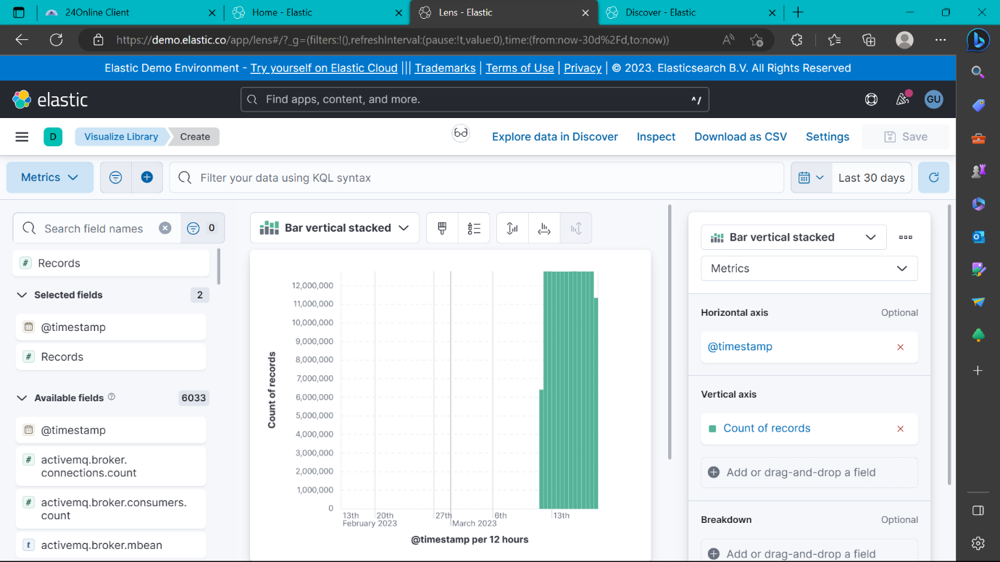 24Online Client
Home - Elastic
Lens - Elastic
Discover - Elastic
https://demo.elastic.co/app/lens#/?_g=(filters:!(),refreshInterval:(pause:!t,value:0),time:(from:now-30d%2Fd,to:now))
Elastic Demo Environment - Try yourself on Elastic Cloud ||| Trademarks | Terms of Use | Privacy | © 2023. Elasticsearch B.V. All Rights Reserved
elastic
Find apps, content, and more.
^/
GU
D
Visualize Library
Create
Explore data in Discover
Inspect
Download as CSV
Settings
Save
Metrics
Filter your data using KQL syntax
Last 30 days
Search field names
0
Records
Selected fields
2
@timestamp
Records
Available fields
6033
@timestamp
activemq.broker.
connections.count
activemq.broker.consumers.
count
t
activemq.broker.mbean
Bar vertical stacked
Count of records
12,000,000
11,000,000
10,000,000
9,000,000
8,000,000
7,000,000
6,000,000
5,000,000
4,000,000
3,000,000
2,000,000
1,000,000
0
13th 20th 27th 6th 13th
February 2023 March 2023
@timestamp per 12 hours
Bar vertical stacked
Metrics
Horizontal axis
Optional
@timestamp
Vertical axis
Count of records
Add or drag-and-drop a field
Breakdown
Optional
Add or drag-and-drop a field